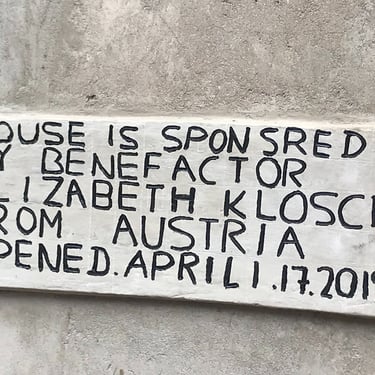 OUSE IS SPONSRED
Y BENEFACTOR
LIZABETH KLOSC
ROM AUSTRIA
PENED.APRIL1.17.201